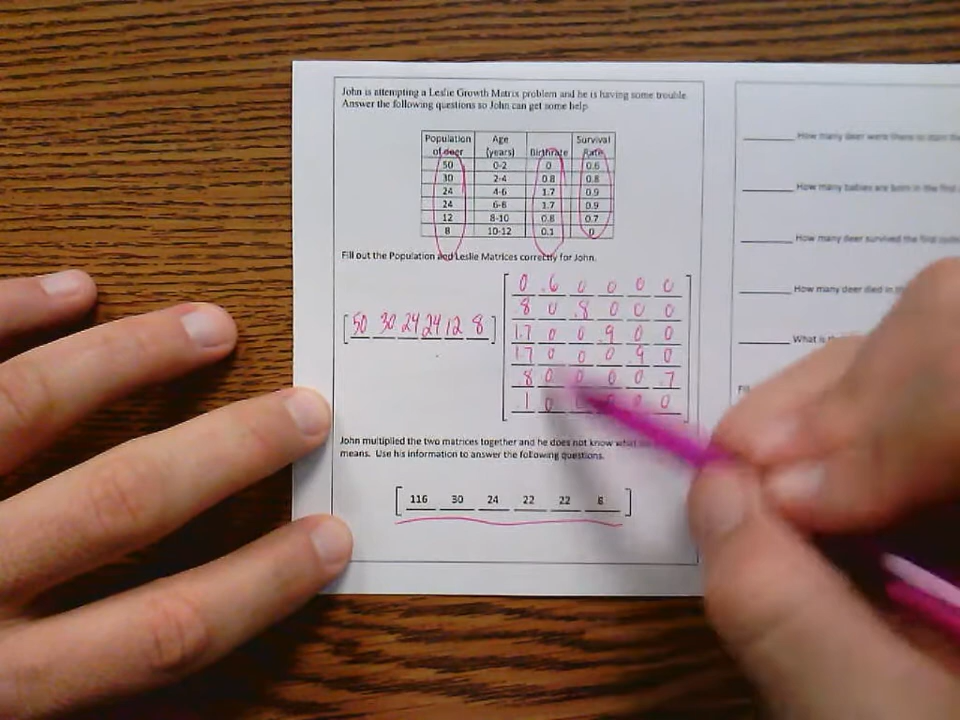 John is attempting a Leslie Growth Matrix problem and he is having some trouble.
Answer the following questions so John can get some help.
Population of deer Age (years) Birthrate Survival Rate
50 0-2 0 0.6
30 2-4 0.8 0.8
24 4-6 1.7 0.9
24 6-8 1.7 0.9
12 8-10 0.8 0.7
8 10-12 0.1 0
Fill out the Population and Leslie Matrices correctly for John.
[50 30 24 24 12 8]
0 .6 0 0 0 0
.8 0 .8 0 0 0
1.7 0 0 .9 0 0
1.7 0 0 0 .9 0
.8 0 0 0 0 .7
.1 0 0 0 0 0
John multiplied the two matrices together and he does not know what
means. Use his information to answer the following questions.
[116 30 24 22 22 8]
How many deer were there to start the
How many babies are born in the first
How many deer survived the first
How many deer died in the
What is